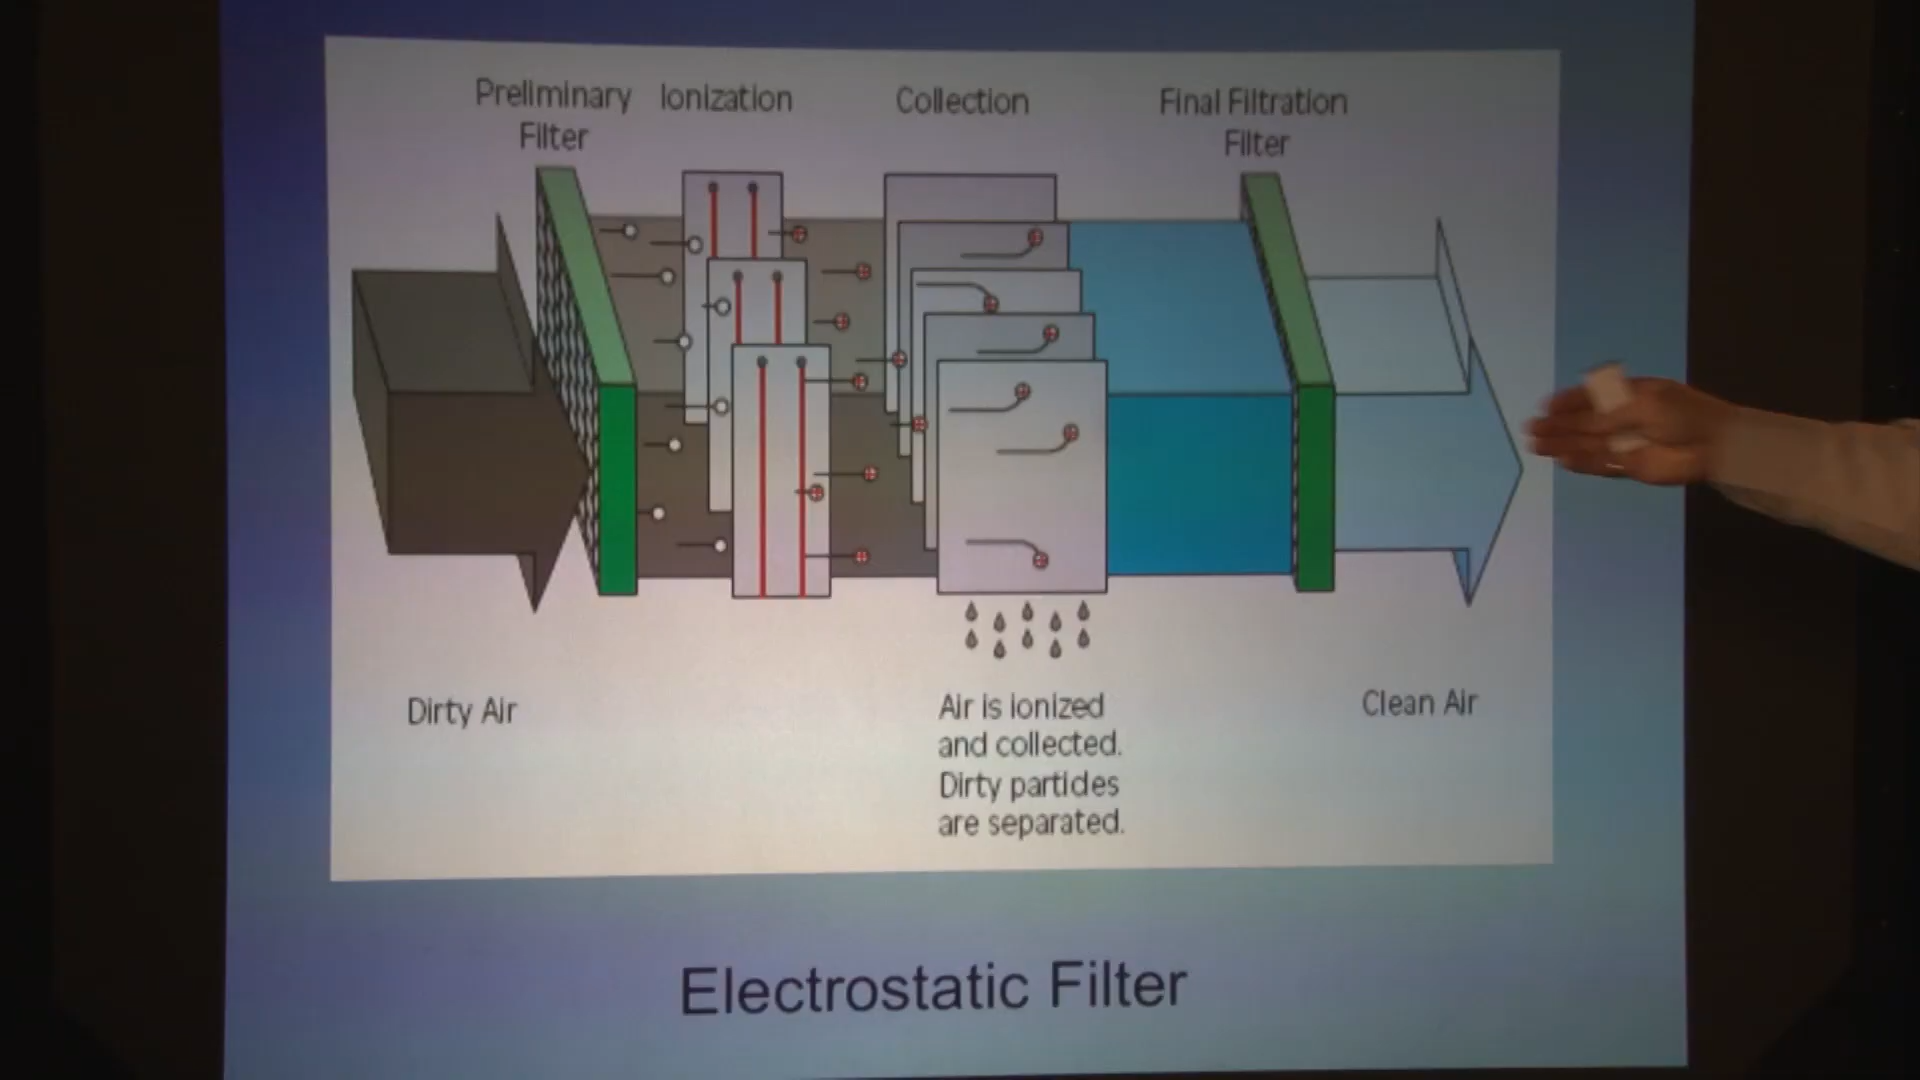 Preliminary
Filter
Ionization
Collection
Final Filtration
Filter
Dirty Air
Air is ionized
and collected.
Dirty particles
are separated.
Clean Air
Electrostatic Filter